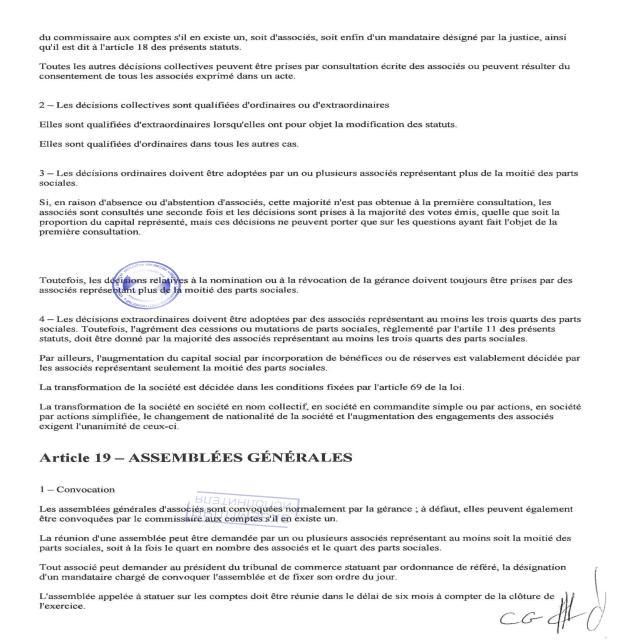 du commissaire aux comptes s'il en existe un, soit d'associés, soit enfin d'un mandataire désigné par la justice, ainsi
qu'il est dit à l'article 18 des présents statuts.
Toutes les autres décisions collectives peuvent être prises par consultation écrite des associés ou peuvent résulter du
consentement de tous les associés exprimé dans un acte.
2 – Les décisions collectives sont qualifiées d'ordinaires ou d'extraordinaires
Elles sont qualifiées d'extraordinaires lorsqu'elles ont pour objet la modification des statuts.
Elles sont qualifiées d'ordinaires dans tous les autres cas.
3 – Les décisions ordinaires doivent être adoptées par un ou plusieurs associés représentant plus de la moitié des parts
sociales.
Si, en raison d'absence ou d'abstention d'associés, cette majorité n'est pas obtenue à la première consultation, les
associés sont consultés une seconde fois et les décisions sont prises à la majorité des votes émis, quelle que soit la
proportion du capital représenté, mais ces décisions ne peuvent porter que sur les questions ayant fait l'objet de la
première consultation.
Toutefois, les décisions relatives à la nomination ou à la révocation de la gérance doivent toujours être prises par des
associés représentant plus de la moitié des parts sociales.
4 – Les décisions extraordinaires doivent être adoptées par des associés représentant au moins les trois quarts des parts
sociales. Toutefois, l'agrément des cessions ou mutations de parts sociales, règlementé par l'artile 11 des présents
statuts, doit être donné par la majorité des associés représentant au moins les trois quarts des parts sociales.
Par ailleurs, l'augmentation du capital social par incorporation de bénéfices ou de réserves est valablement décidée par
les associés représentant seulement la moitié des parts sociales.
La transformation de la société est décidée dans les conditions fixées par l'article 69 de la loi.
La transformation de la société en société en nom collectif, en société en commandite simple ou par actions, en société
par actions simplifiée, le changement de nationalité de la société et l'augmentation des engagements des associés
exigent l'unanimité de ceux-ci.
Article 19 – ASSEMBLÉES GÉNÉRALES
1 – Convocation
Les assemblées générales d'associés sont convoquées normalement par la gérance ; à défaut, elles peuvent également
être convoquées par le commissaire aux comptes s'il en existe un.
La réunion d'une assemblée peut être demandée par un ou plusieurs associés représentant au moins soit la moitié des
parts sociales, soit à la fois le quart en nombre des associés et le quart des parts sociales.
Tout associé peut demander au président du tribunal de commerce statuant par ordonnance de référé, la désignation
d'un mandataire chargé de convoquer l'assemblée et de fixer son ordre du jour.
L'assemblée appelée à statuer sur les comptes doit être réunie dans le délai de six mois à compter de la clôture de
l'exercice.
CG